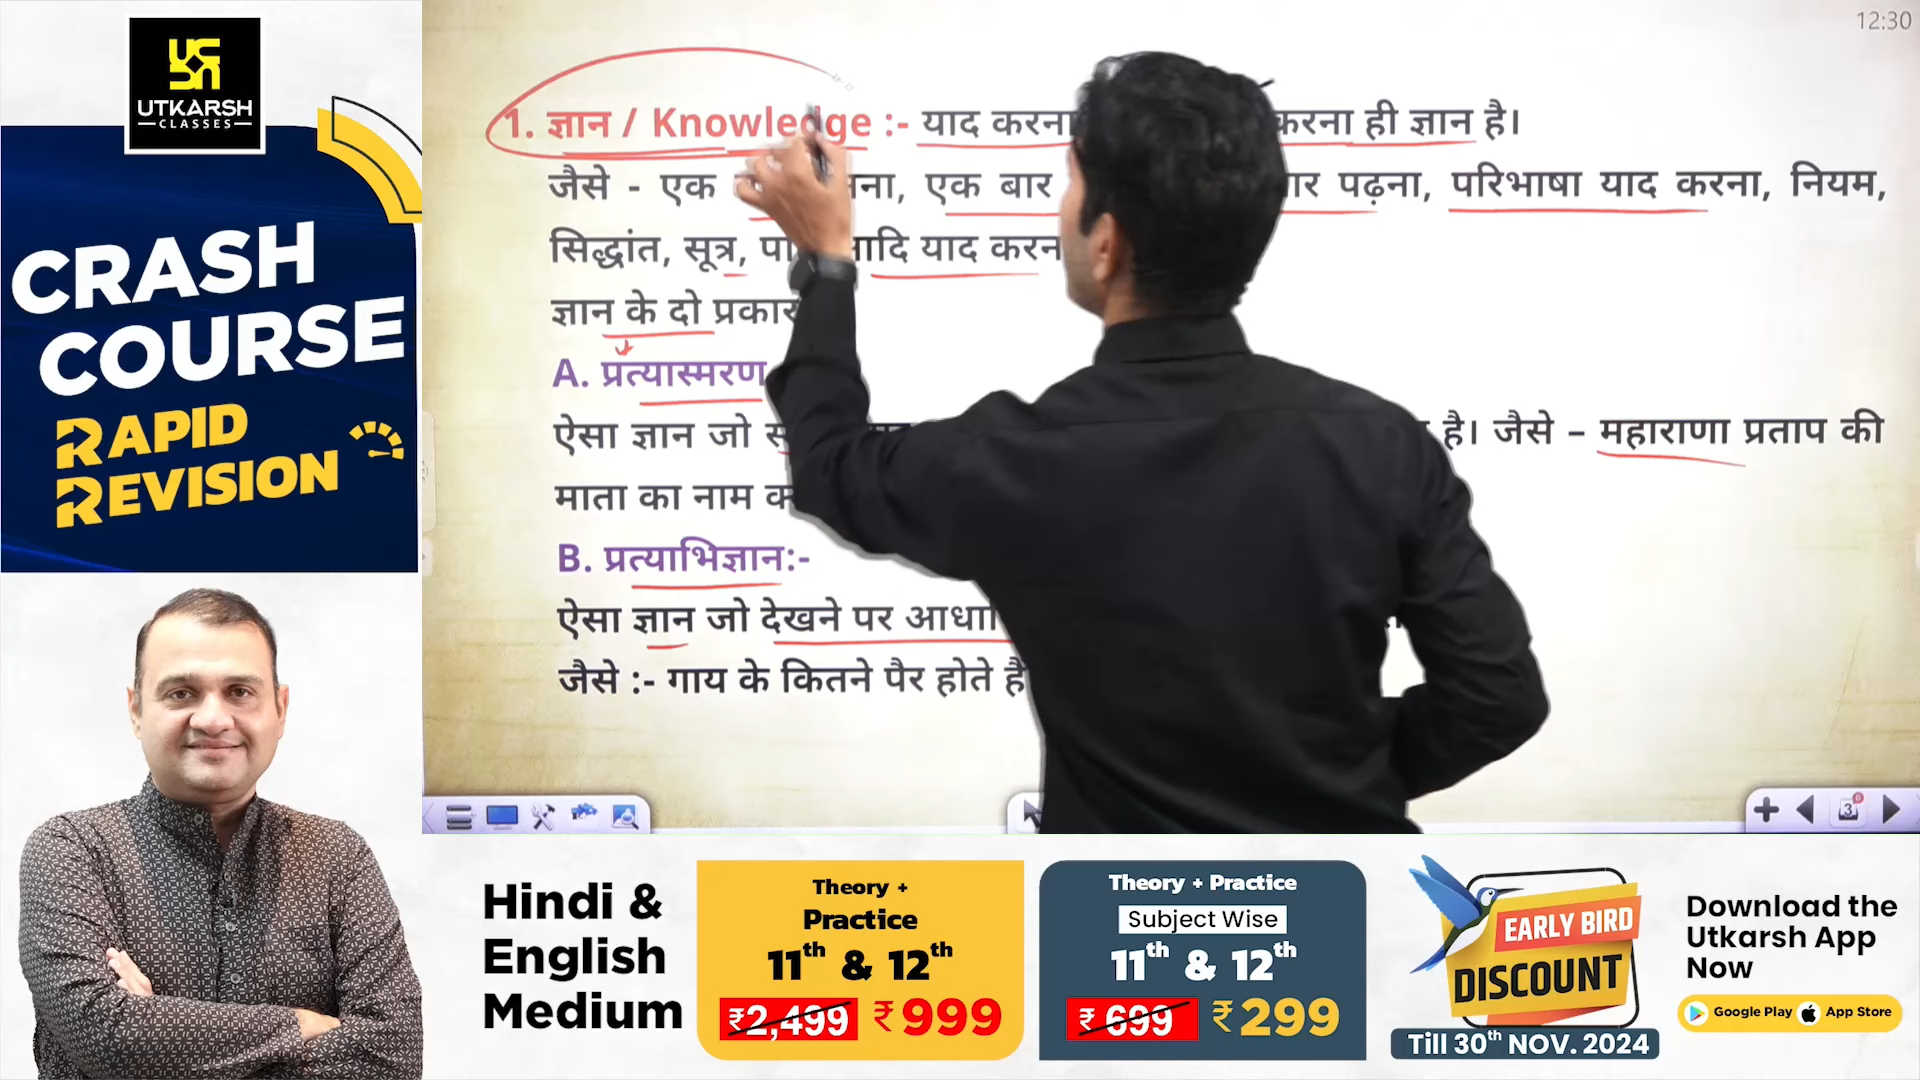 UTKARSH
CLASSES
CRASH
COURSE
RAPID
REVISION
12:30
1. ज्ञान / Knowledge :- याद करना करना ही ज्ञान है।
जैसे - एक एक बार पढ़ना, परिभाषा याद करना, नियम,
सिद्धांत, सूत्र, याद
ज्ञान के दो
A. प्रत्यास्मरण
ऐसा ज्ञान जो है। जैसे – महाराणा प्रताप की
माता का नाम
B. प्रत्याभिज्ञान:-
ऐसा ज्ञान जो देखने पर
जैसे :- गाय के कितने पैर होते
Hindi &
English
Medium
Theory +
Practice
11th & 12th
₹2,499 ₹999
Theory + Practice
Subject Wise
11th & 12th
₹ 699 ₹299
EARLY BIRD
DISCOUNT
Till 30th NOV. 2024
Download the
Utkarsh App
Now
Google Play App Store